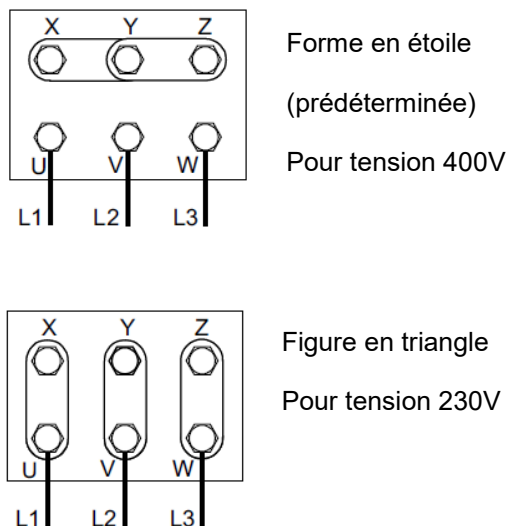 X Y Z
Forme en étoile
(prédéterminée)
U V W
Pour tension 400V
L1 L2 L3
X Y Z
Figure en triangle
Pour tension 230V
U V W
L1 L2 L3